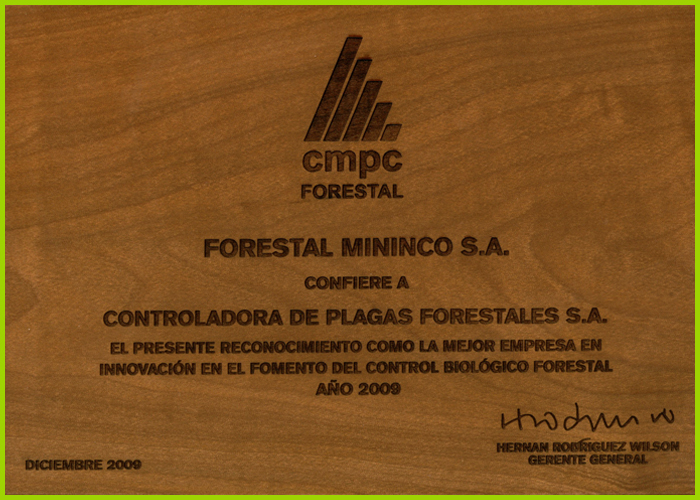 cmpc
FORESTAL
FORESTAL MININCO S.A.
CONFIERE A
CONTROLADORA DE PLAGAS FORESTALES S.A.
EL PRESENTE RECONOCIMIENTO COMO LA MEJOR EMPRESA EN
INNOVACIÓN EN EL FOMENTO DEL CONTROL BIOLÓGICO FORESTAL
AÑO 2009
HERNAN RODRÍGUEZ WILSON
GERENTE GENERAL
DICIEMBRE 2009